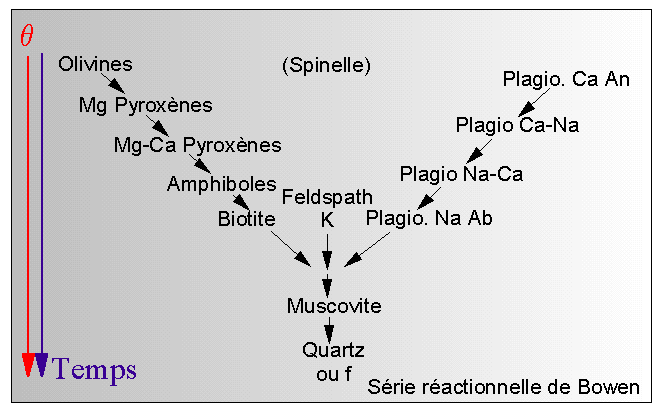 θ
Olivines
(Spinelle)
Plagio. Ca An
Mg Pyroxènes
Plagio Ca-Na
Mg-Ca Pyroxènes
Plagio Na-Ca
Amphiboles
Feldspath
K
Biotite
Plagio. Na Ab
Muscovite
Quartz
ou f
Temps
Série réactionnelle de Bowen